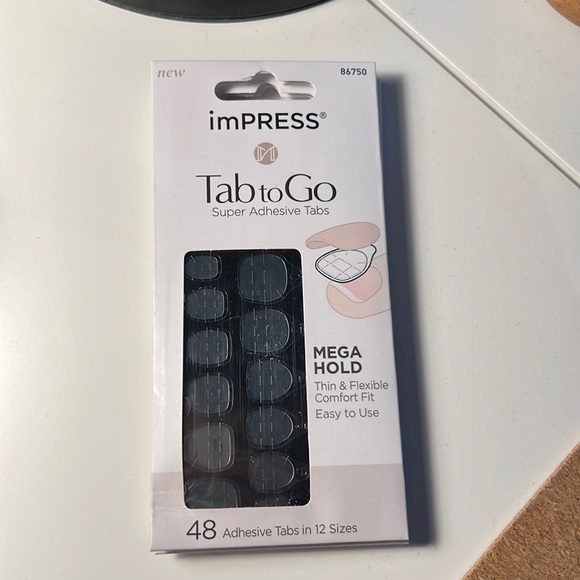 new
86750
imPRESS®
M
Tab to Go
Super Adhesive Tabs
MEGA
HOLD
Thin & Flexible
Comfort Fit
Easy to Use
48 Adhesive Tabs in 12 Sizes